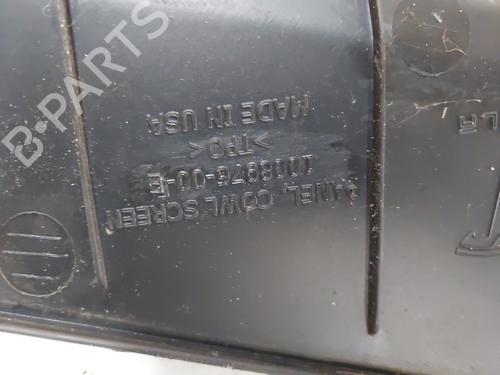 PANEL, COWL SCREEN
1038976-00-E
>TPO<
MADE IN USA
B-PARTS